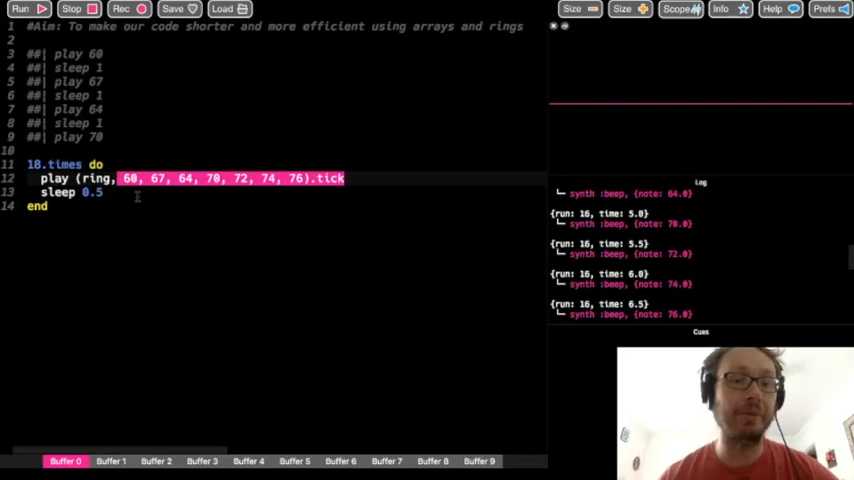 Run Stop Rec Save Load Size Size Scope Info Help Prefs
1 #Aim: To make our code shorter and more efficient using arrays and rings
2
3 ##| play 60
4 ##| sleep 1
5 ##| play 67
6 ##| sleep 1
7 ##| play 64
8 ##| sleep 1
9 ##| play 70
10
11 18.times do
12 play (ring, 60, 67, 64, 70, 72, 74, 76).tick
13 sleep 0.5
14 end
Log
└─ synth :beep, {note: 64.0}
{run: 16, time: 5.0}
└─ synth :beep, {note: 70.0}
{run: 16, time: 5.5}
└─ synth :beep, {note: 72.0}
{run: 16, time: 6.0}
└─ synth :beep, {note: 74.0}
{run: 16, time: 6.5}
└─ synth :beep, {note: 76.0}
Cues
Buffer 0 Buffer 1 Buffer 2 Buffer 3 Buffer 4 Buffer 5 Buffer 6 Buffer 7 Buffer 8 Buffer 9